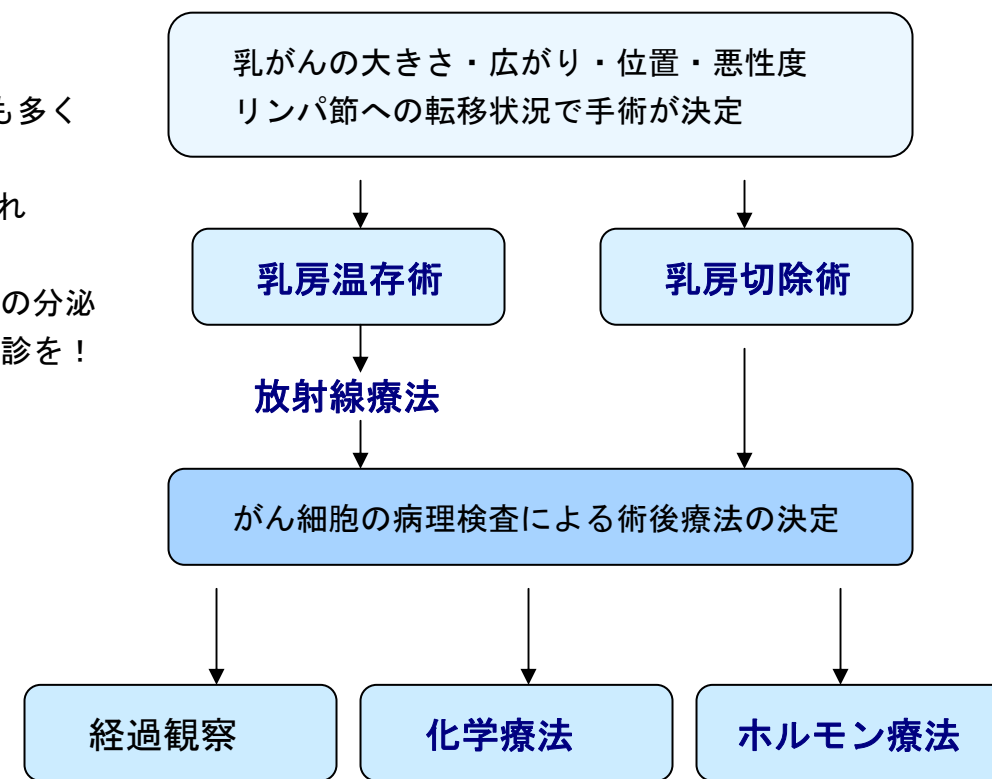 も多く
れ
の分泌
診を！
乳がんの大きさ・広がり・位置・悪性度
リンパ節への転移状況で手術が決定
乳房温存術
乳房切除術
放射線療法
がん細胞の病理検査による術後療法の決定
経過観察
化学療法
ホルモン療法